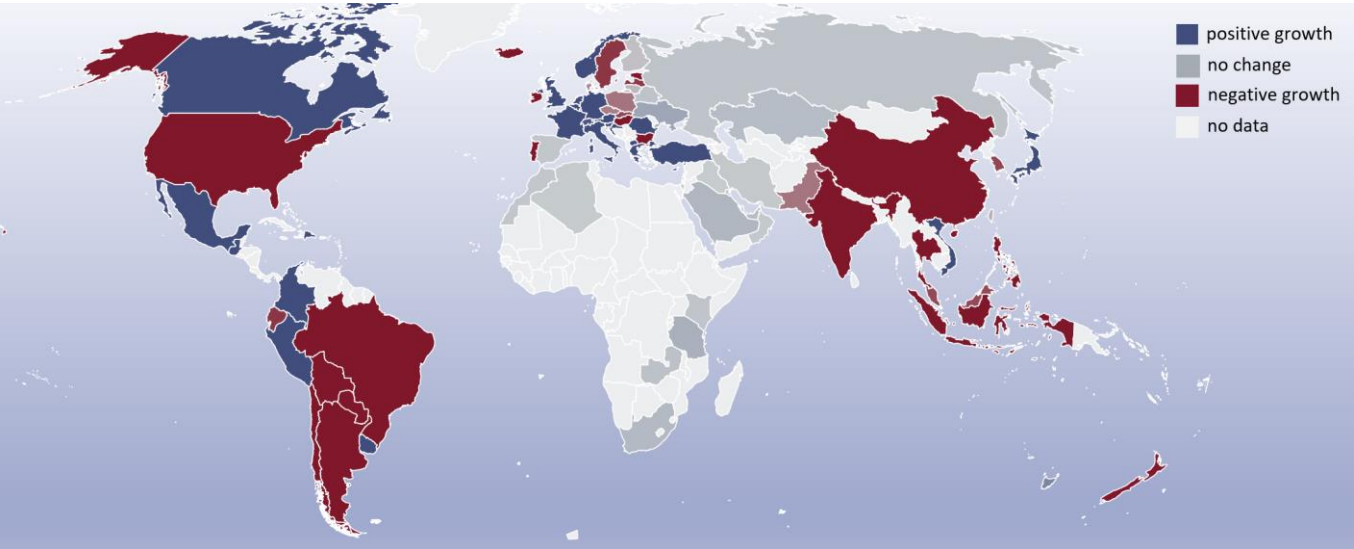 positive growth
no change
negative growth
no data